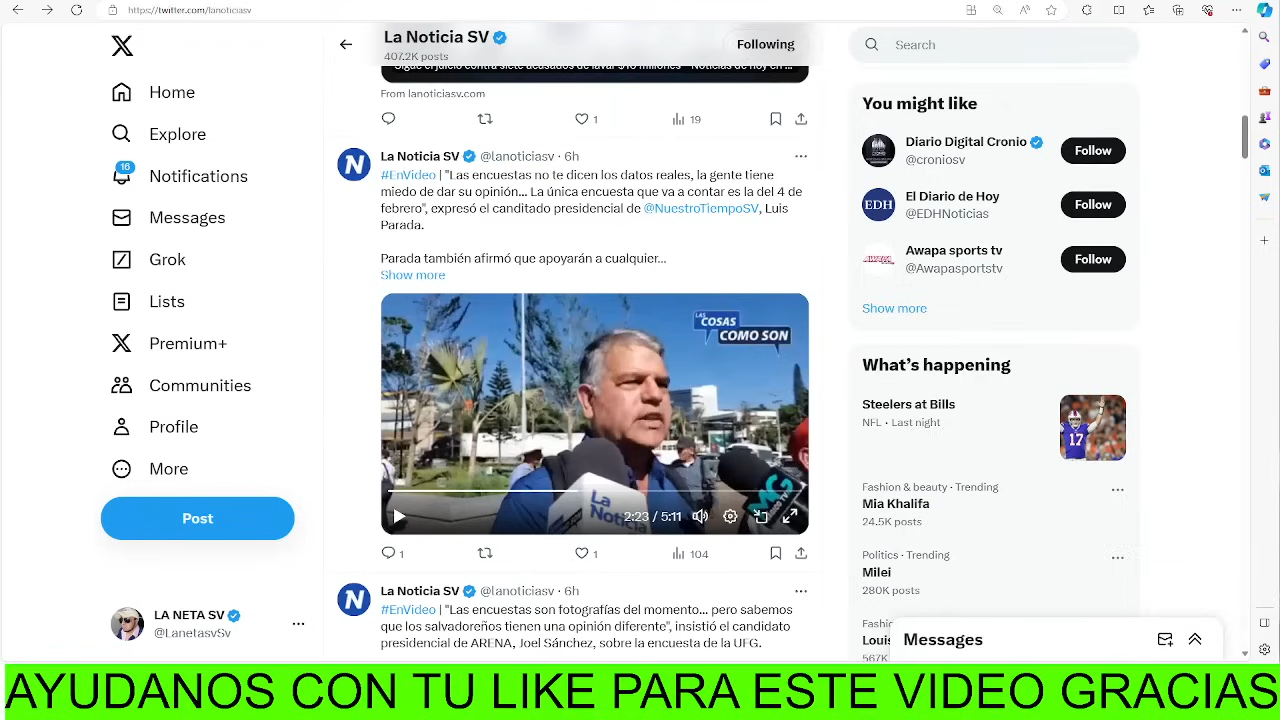 https://twitter.com/lanoticiasv
Home
Explore
16
Notifications
Messages
Grok
Lists
Premium+
Communities
Profile
More
Post
LA NETA SV
@LanetasvSv
La Noticia SV
407.2K posts
Following
From lanoticiasv.com
1
19
La Noticia SV @lanoticiasv · 6h
#EnVideo | "Las encuestas no te dicen los datos reales, la gente tiene
miedo de dar su opinión... La única encuesta que va a contar es la del 4 de
febrero", expresó el canditado presidencial de @NuestroTiempoSV, Luis
Parada.
Parada también afirmó que apoyarán a cualquier...
Show more
LAS
COSAS
COMO SON
La
Noticia
2:23 / 5:11
1
1
104
La Noticia SV @lanoticiasv · 6h
#EnVideo | "Las encuestas son fotografías del momento... pero sabemos
que los salvadoreños tienen una opinión diferente", insistió el candidato
presidencial de ARENA, Joel Sánchez, sobre la encuesta de la UFG.
Search
You might like
Diario Digital Cronio
@croniosv
Follow
EDH
El Diario de Hoy
@EDHNoticias
Follow
Awapa sports tv
@Awapasportstv
Follow
Show more
What's happening
Steelers at Bills
NFL · Last night
17
Fashion & beauty · Trending
Mia Khalifa
24.5K posts
Politics · Trending
Milei
280K posts
Messages
AYUDANOS CON TU LIKE PARA ESTE VIDEO GRACIAS